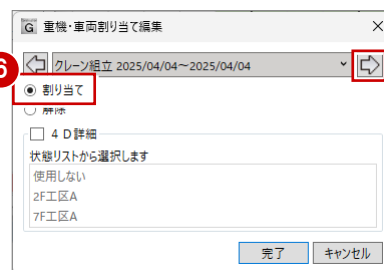 G 重機・車両割り当て編集
6
クレーン組立 2025/04/04～2025/04/04
割り当て
解除
４Ｄ詳細
状態リストから選択します
使用しない
2F工区A
7F工区A
完了 キャンセル